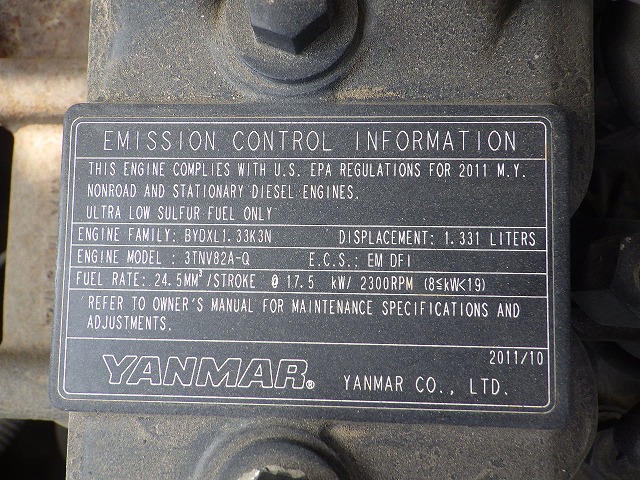 EMISSION CONTROL INFORMATION
THIS ENGINE COMPLIES WITH U.S. EPA REGULATIONS FOR 2011 M.Y.
NONROAD AND STATIONARY DIESEL ENGINES.
ULTRA LOW SULFUR FUEL ONLY
ENGINE FAMILY: BYDXL1.33K3N DISPLACEMENT: 1.331 LITERS
ENGINE MODEL : 3TNV82A-Q E.C.S.: EM DFI
FUEL RATE: 24.5MM³/STROKE @ 17.5 kW/ 2300RPM (8≦kW<19)
REFER TO OWNER'S MANUAL FOR MAINTENANCE SPECIFICATIONS AND
ADJUSTMENTS.
2011/10
YANMAR® YANMAR CO., LTD.